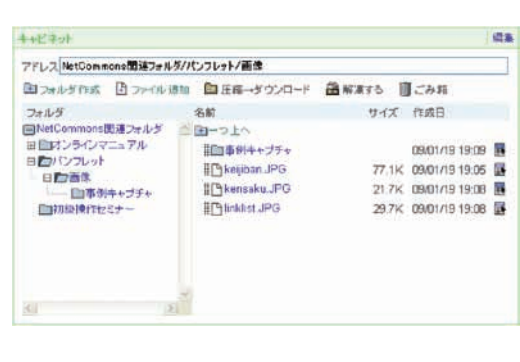 キャビネット 編集
アドレス NetCommons関連フォルダ/パンフレット/画像
フォルダ作成 ファイル追加 圧縮→ダウンロード 解凍する ごみ箱
フォルダ 名前 サイズ 作成日
NetCommons関連フォルダ 一つ上へ
オンラインマニュアル 事例キャプチャ 09/01/19 19:09
パンフレット keijiban.JPG 77.1K 09/01/19 19:05
画像 kensaku.JPG 21.7K 09/01/19 19:08
事例キャプチャ linklist.JPG 29.7K 09/01/19 19:08
初級操作セミナー